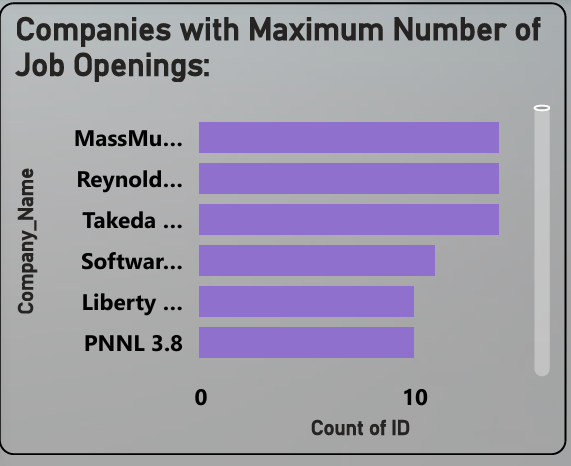 Companies with Maximum Number of
Job Openings:
Company_Name
MassMu...
Reynold...
Takeda ...
Softwar...
Liberty ...
PNNL 3.8
0 10
Count of ID